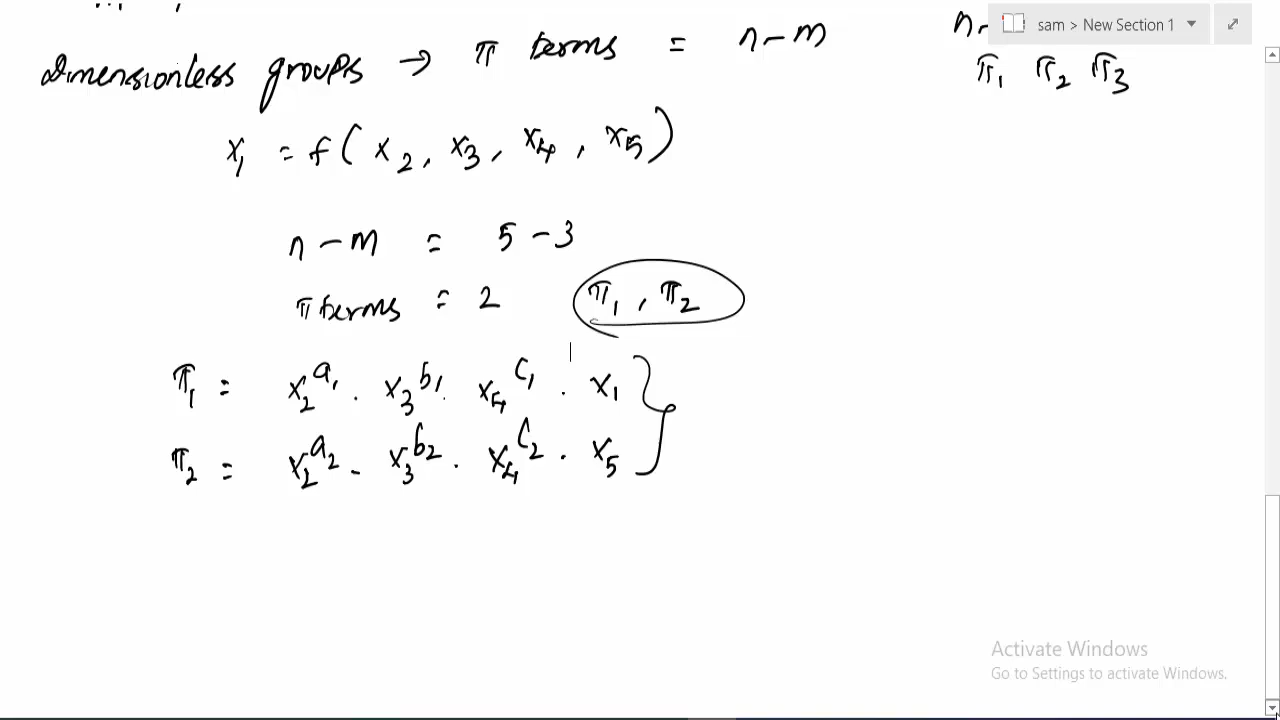 dimensionless groups → π terms = n - m
n-
sam > New Section 1
π₁ π₂ π₃
x₁ = f(x₂, x₃, x₄, x₅)
n - m = 5 - 3
π terms = 2 π₁, π₂
π₁ = x₂^a₁ . x₃^b₁ . x₄^c₁ . x₁
π₂ = x₂^a₂ - x₃^b₂ . x₄^c₂ . x₅
Activate Windows
Go to Settings to activate Windows.